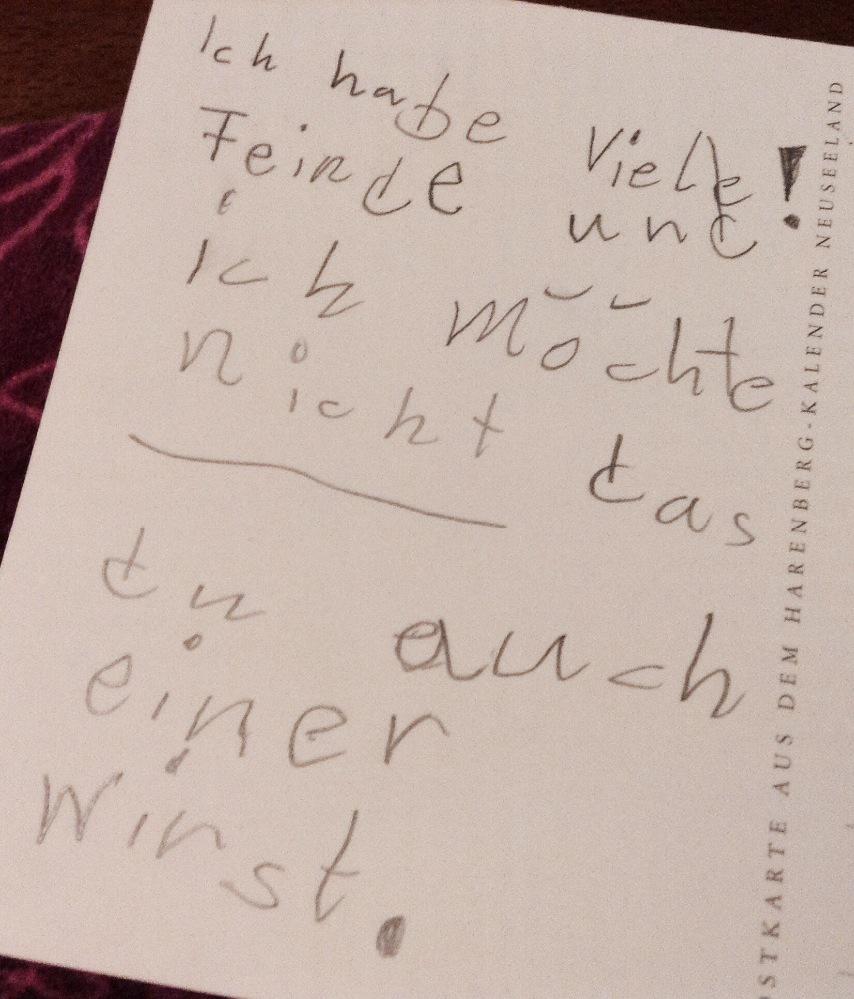 Ich habe Viele!
Feinde und
ich möchte
nicht das
du auch
einer
wirst.
STKARTE AUS DEM HARENBERG-KALENDER NEUSEELAND